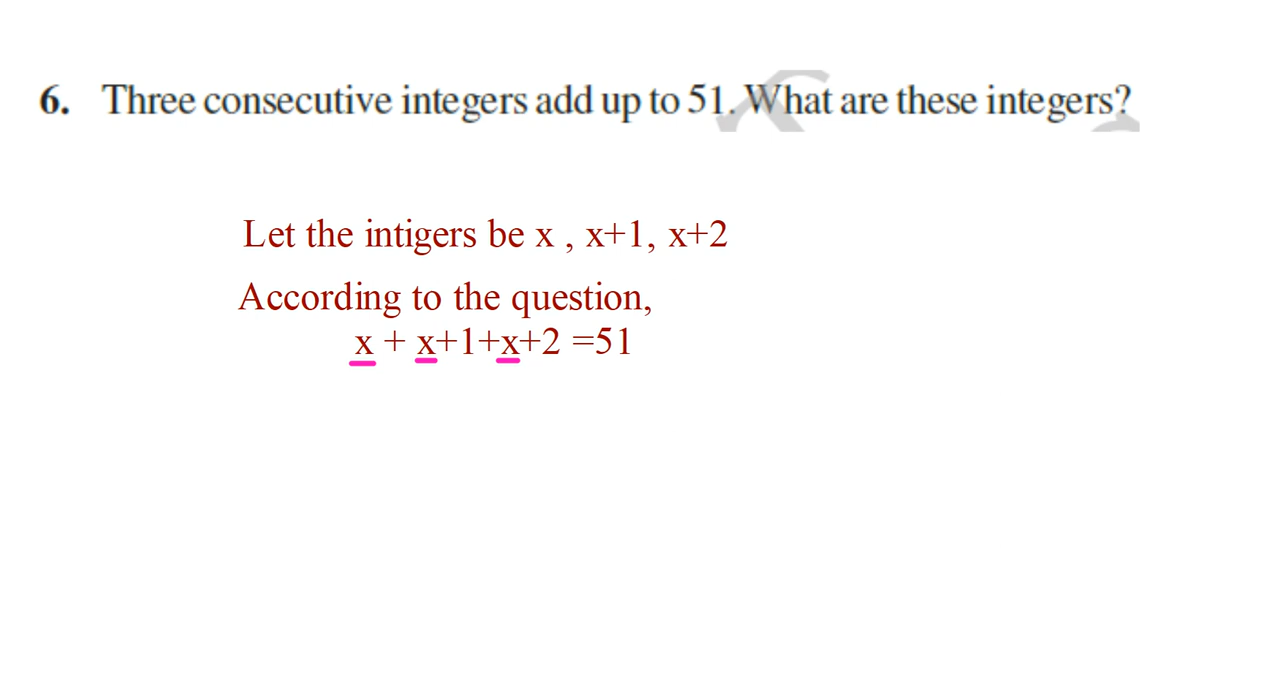 6. Three consecutive integers add up to 51. What are these integers?
Let the intigers be x , x+1, x+2
According to the question,
x + x+1+x+2 =51